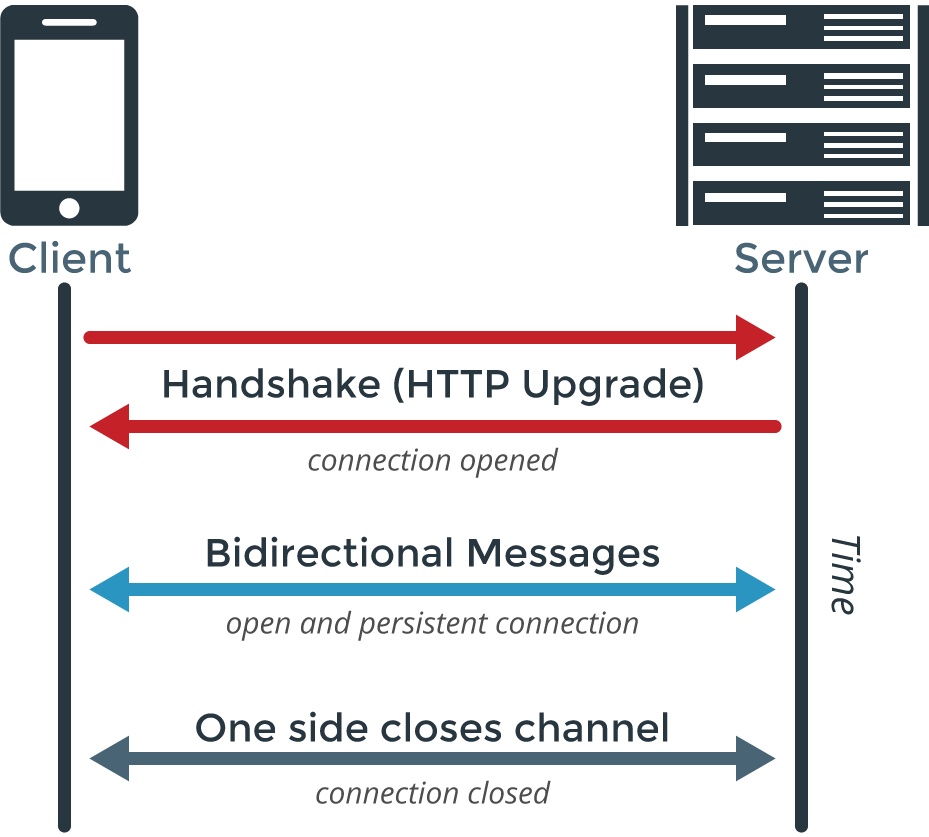 Client
Server
Handshake (HTTP Upgrade)
connection opened
Bidirectional Messages
open and persistent connection
Time
One side closes channel
connection closed